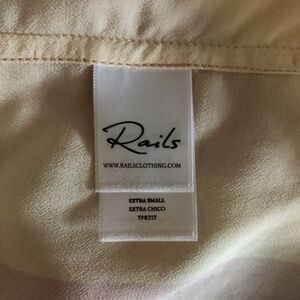 Rails
WWW.RAILSCLOTHING.COM
EXTRA SMALL
EXTRA CHICO
TPETIT